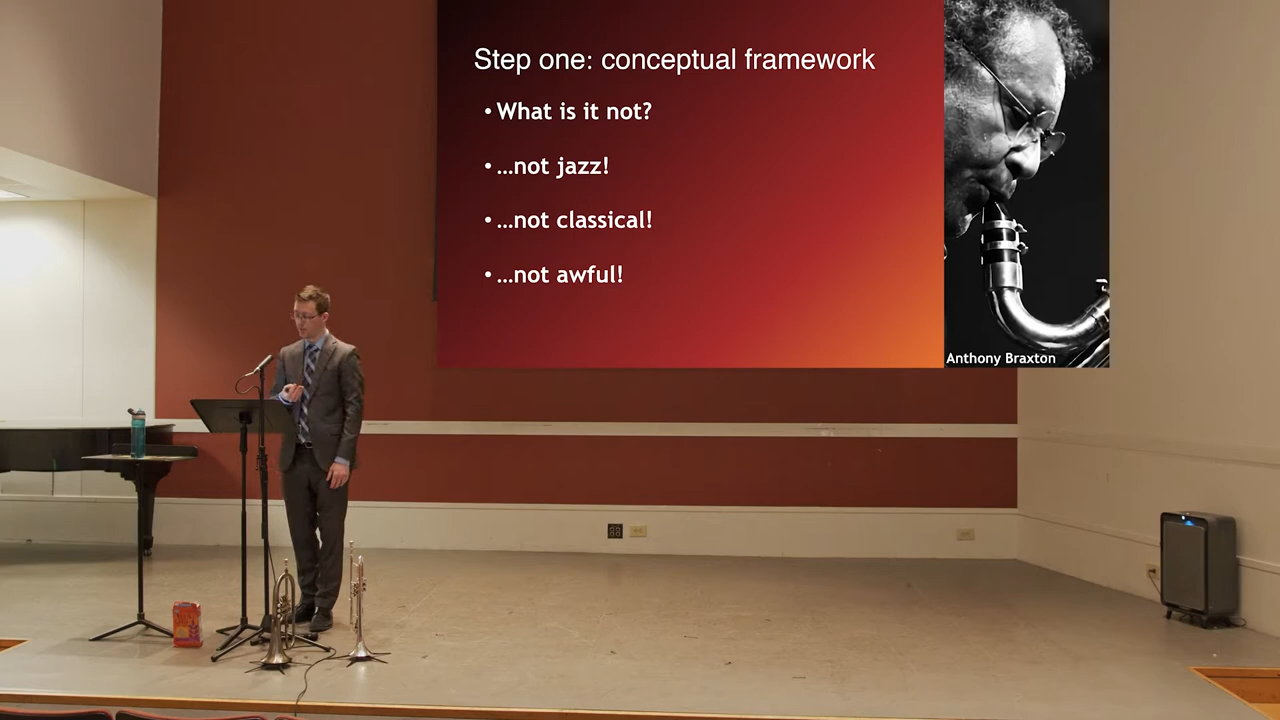 Step one: conceptual framework
• What is it not?
• ...not jazz!
• ...not classical!
• ...not awful!
Anthony Braxton